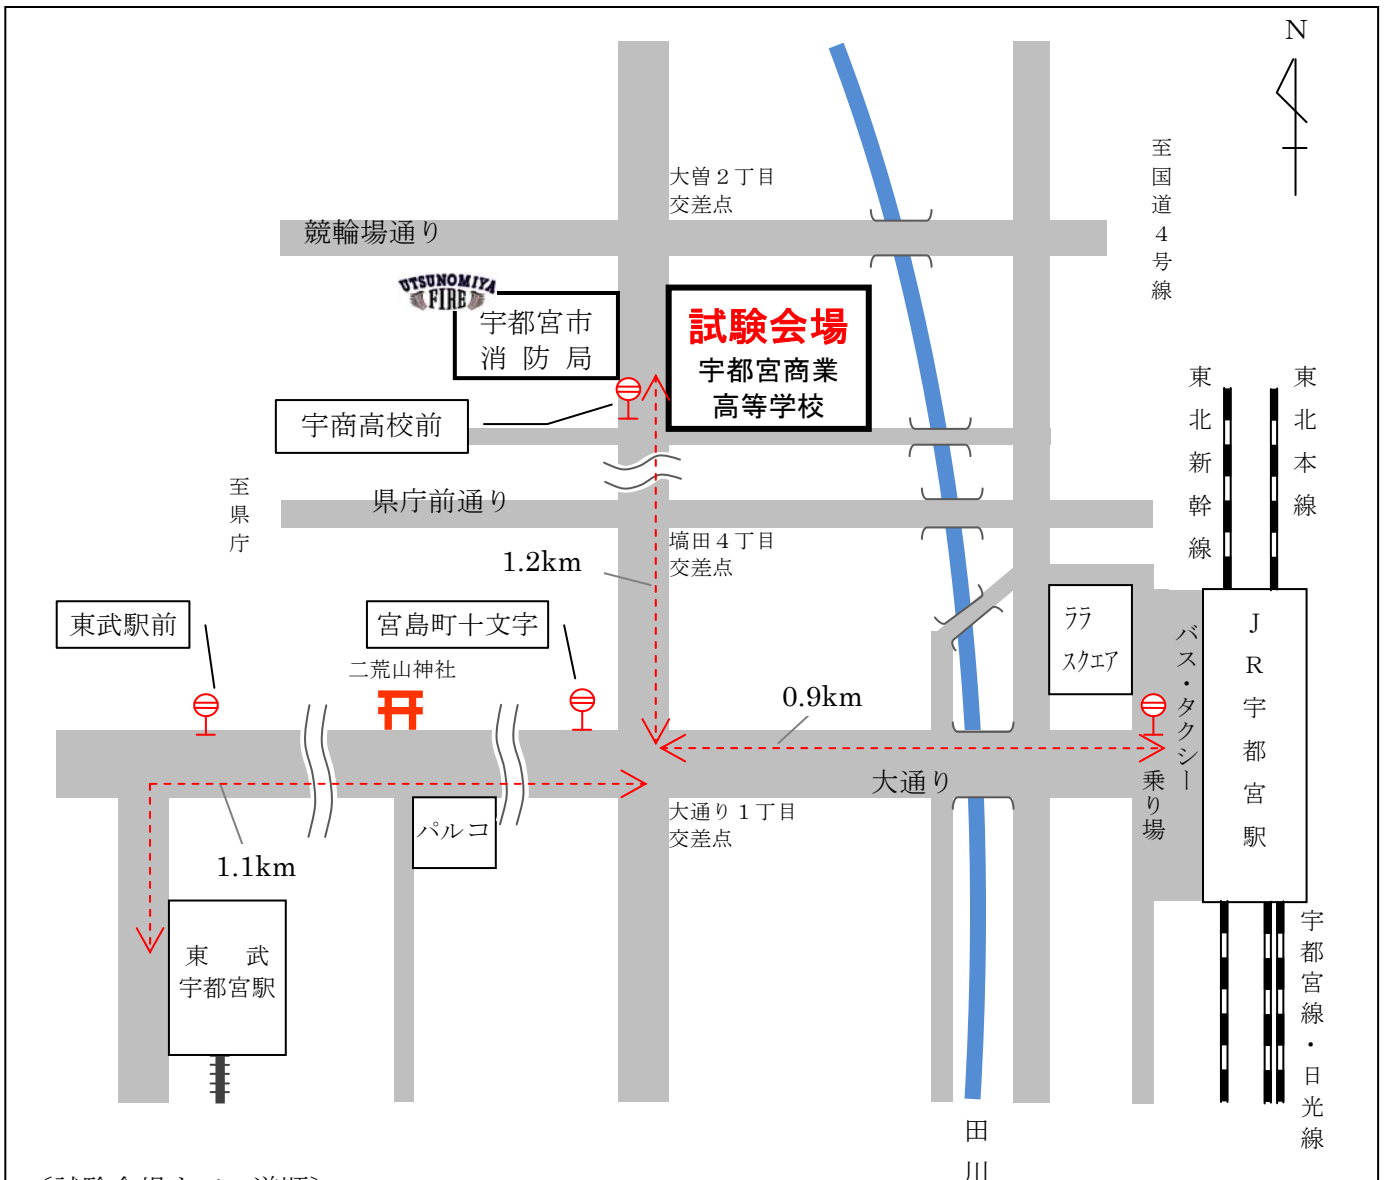 N
至国道４号線
大曽２丁目
交差点
競輪場通り
UTSUNOMIYA
FIRE
宇都宮市
消防局
試験会場
宇都宮商業
高等学校
宇商高校前
東北新幹線
東北本線
至県庁
県庁前通り
塙田４丁目
交差点
1.2km
東武駅前
宮島町十文字
二荒山神社
ララ
スクエア
バス・タクシー
乗り場
ＪＲ宇都宮駅
0.9km
大通り
大通り１丁目
交差点
パルコ
1.1km
東武
宇都宮駅
宇都宮線・日光線
田川